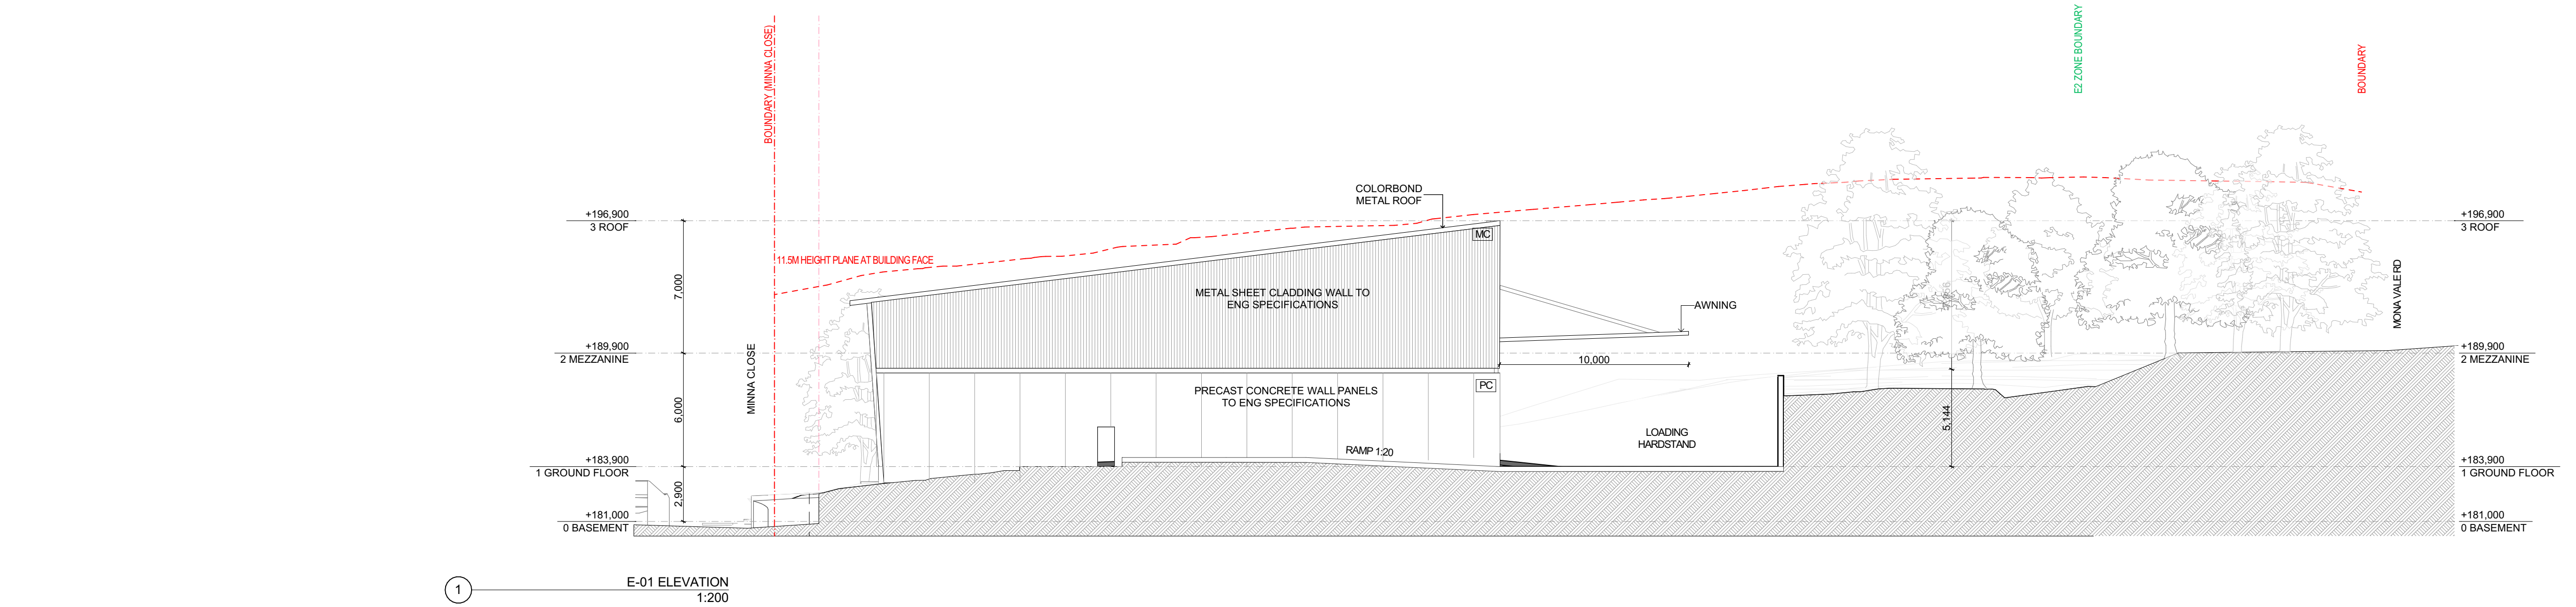 BOUNDARY (MINNA CLOSE)
E2 ZONE BOUNDARY
BOUNDARY
COLORBOND
METAL ROOF
+196,900
3 ROOF
+196,900
3 ROOF
MC
11.5M HEIGHT PLANE AT BUILDING FACE
7,000
METAL SHEET CLADDING WALL TO
ENG SPECIFICATIONS
AWNING
MONA VALE RD
+189,900
2 MEZZANINE
10,000
+189,900
2 MEZZANINE
MINNA CLOSE
PC
PRECAST CONCRETE WALL PANELS
TO ENG SPECIFICATIONS
6,000
5,144
LOADING
HARDSTAND
RAMP 1:20
+183,900
1 GROUND FLOOR
+183,900
1 GROUND FLOOR
2,900
+181,000
0 BASEMENT
+181,000
0 BASEMENT
1
E-01 ELEVATION
1:200